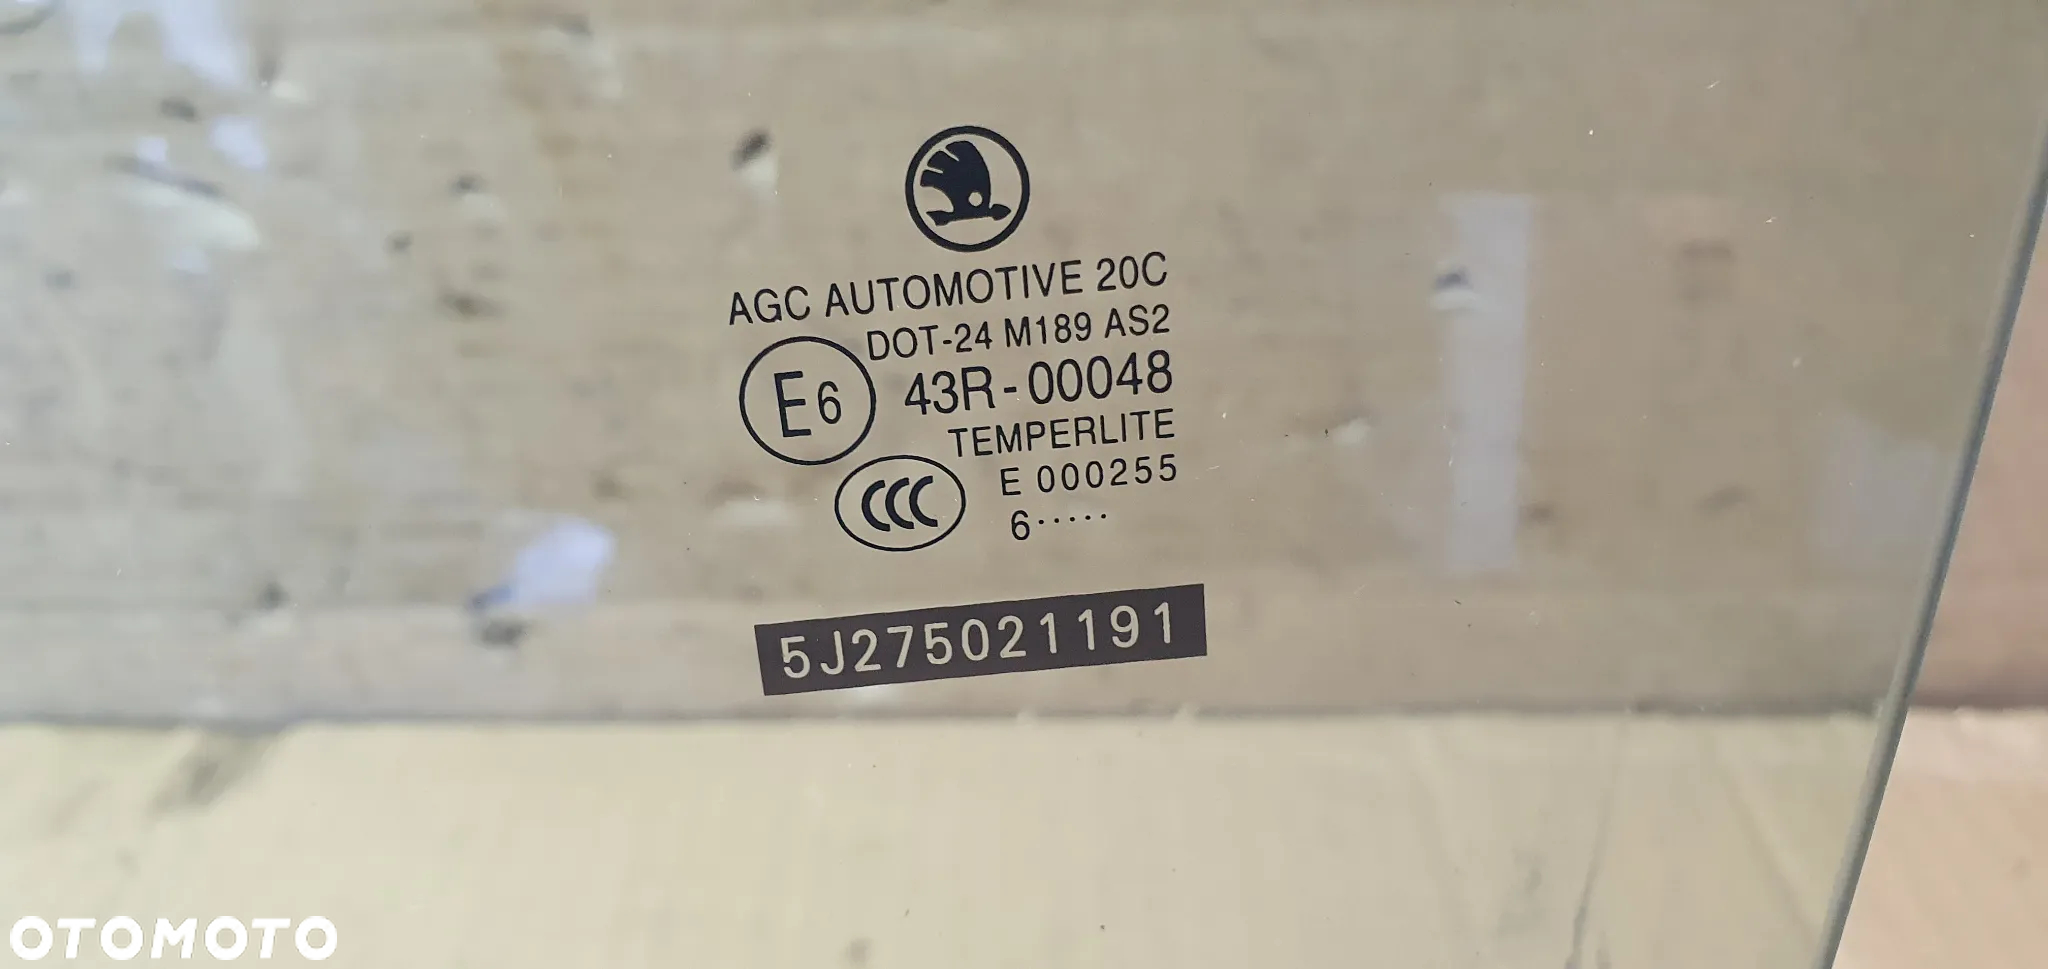 AGC AUTOMOTIVE 20C
DOT-24 M189 AS2
E6 43R-00048
TEMPERLITE
CCC E 000255
6·····
5J275021191
OTOMOTO